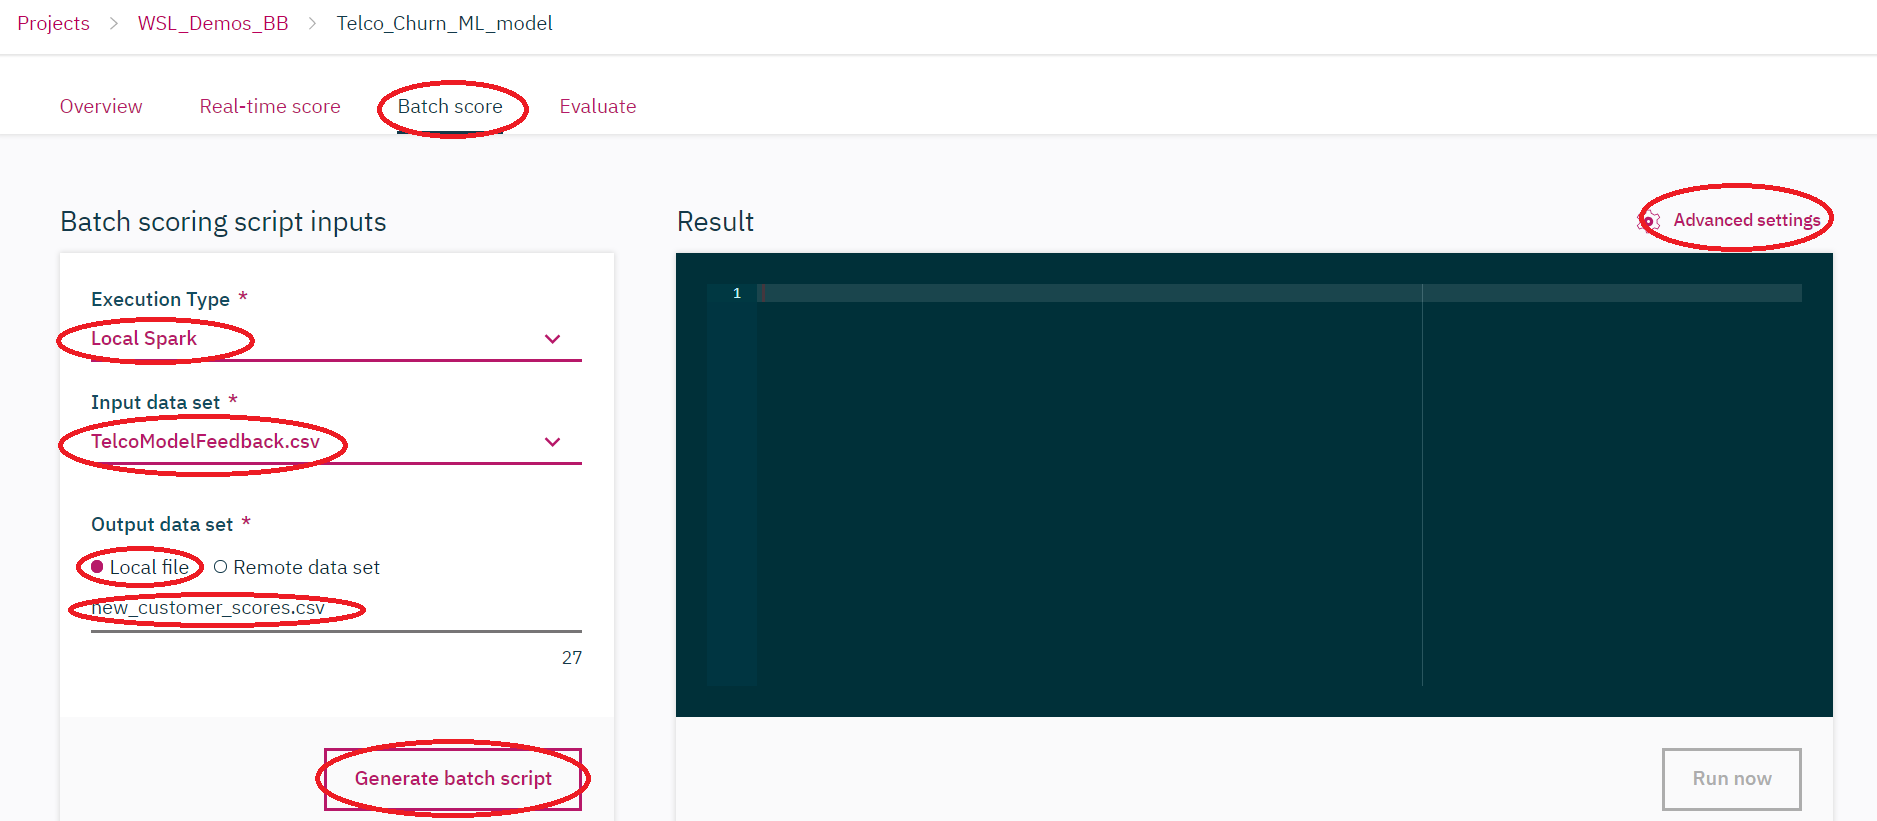 Projects > WSL_Demos_BB > Telco_Churn_ML_model
Overview Real-time score Batch score Evaluate
Batch scoring script inputs
Execution Type *
Local Spark
Input data set *
TelcoModelFeedback.csv
Output data set *
Local file Remote data set
new_customer_scores.csv
27
Generate batch script
Result
Advanced settings
1
Run now